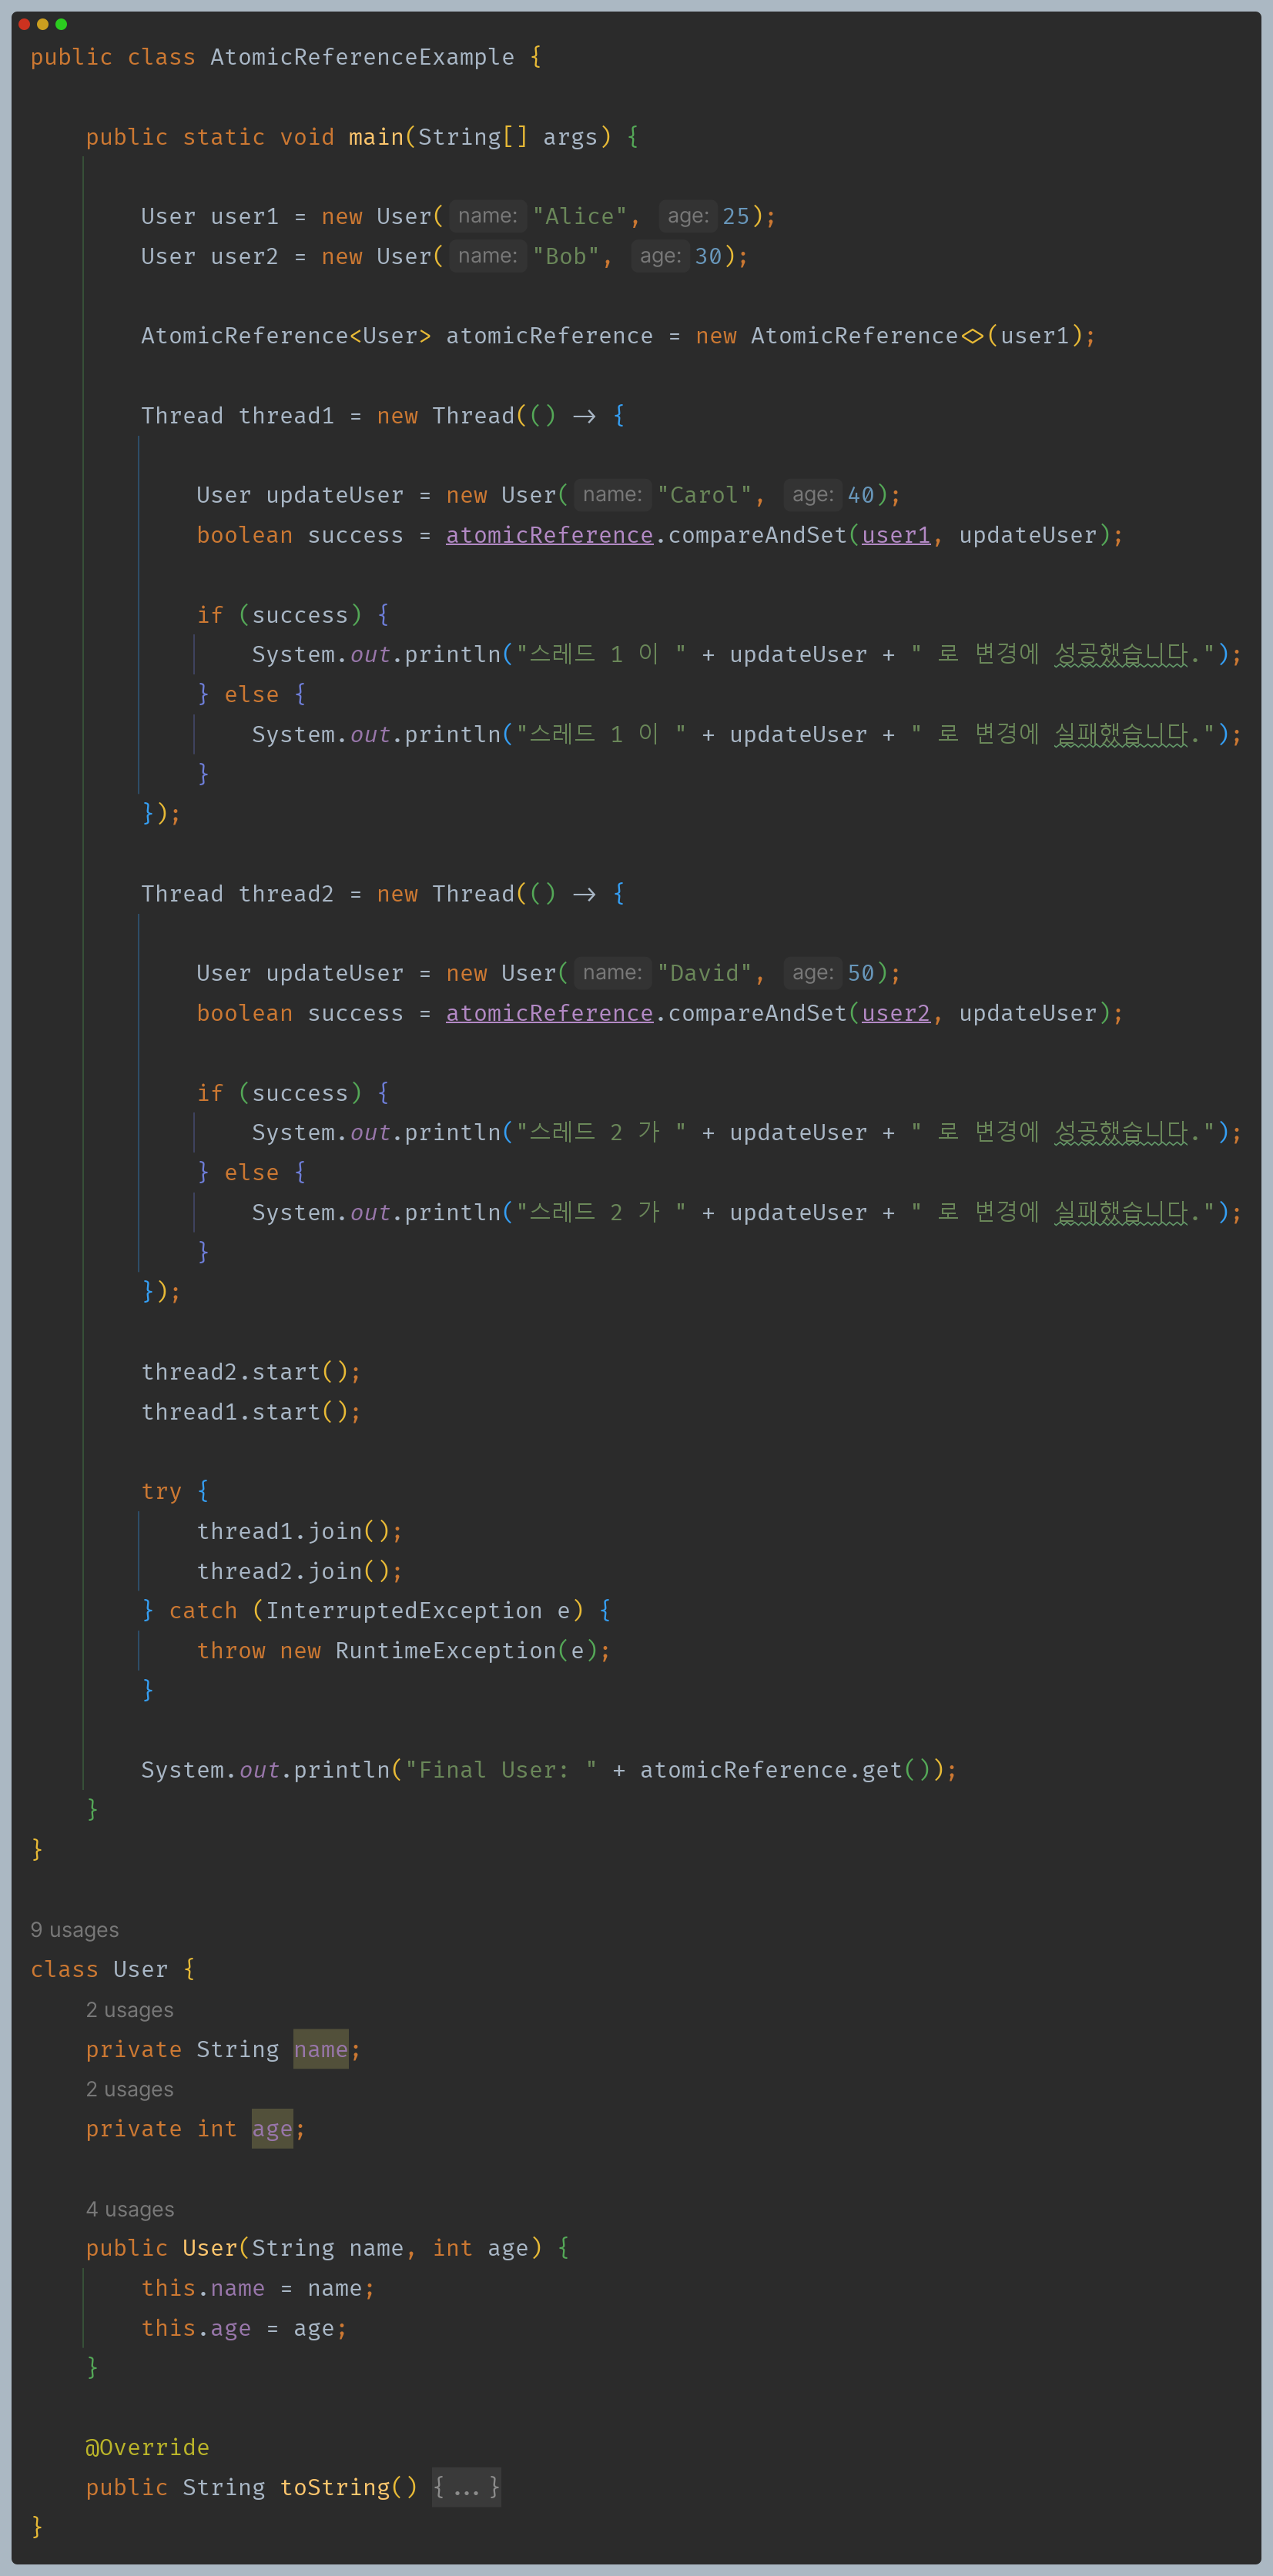 public class AtomicReferenceExample {
public static void main(String[] args) {
User user1 = new User( name: "Alice", age: 25);
User user2 = new User( name: "Bob", age: 30);
AtomicReference<User> atomicReference = new AtomicReference<>(user1);
Thread thread1 = new Thread(() -> {
User updateUser = new User( name: "Carol", age: 40);
boolean success = atomicReference.compareAndSet(user1, updateUser);
if (success) {
System.out.println("스레드 1 이 " + updateUser + " 로 변경에 성공했습니다.");
} else {
System.out.println("스레드 1 이 " + updateUser + " 로 변경에 실패했습니다.");
}
});
Thread thread2 = new Thread(() -> {
User updateUser = new User( name: "David", age: 50);
boolean success = atomicReference.compareAndSet(user2, updateUser);
if (success) {
System.out.println("스레드 2 가 " + updateUser + " 로 변경에 성공했습니다.");
} else {
System.out.println("스레드 2 가 " + updateUser + " 로 변경에 실패했습니다.");
}
});
thread2.start();
thread1.start();
try {
thread1.join();
thread2.join();
} catch (InterruptedException e) {
throw new RuntimeException(e);
}
System.out.println("Final User: " + atomicReference.get());
}
}
9 usages
class User {
2 usages
private String name;
2 usages
private int age;
4 usages
public User(String name, int age) {
this.name = name;
this.age = age;
}
@Override
public String toString() {...}
}